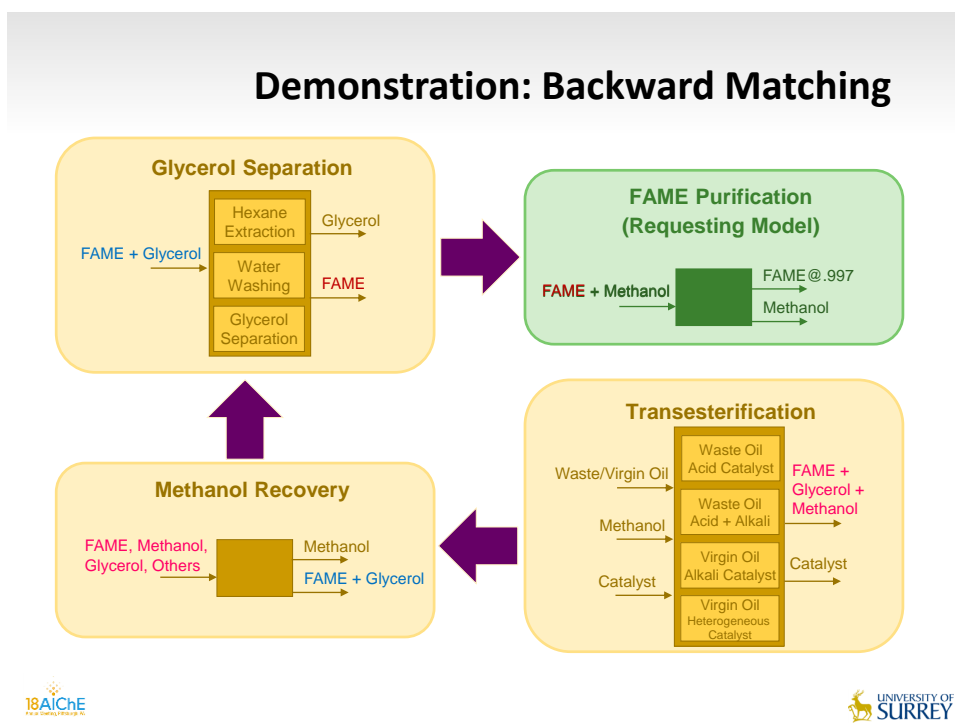 Demonstration: Backward Matching
Glycerol Separation
Hexane
Extraction
Water
Washing
Glycerol
Separation
FAME + Glycerol
Glycerol
FAME
FAME Purification
(Requesting Model)
FAME + Methanol
FAME@.997
Methanol
Methanol Recovery
FAME, Methanol,
Glycerol, Others
Methanol
FAME + Glycerol
Transesterification
Waste/Virgin Oil
Methanol
Catalyst
Waste Oil
Acid Catalyst
Waste Oil
Acid + Alkali
Virgin Oil
Alkali Catalyst
Virgin Oil
Heterogeneous
Catalyst
FAME +
Glycerol +
Methanol
Catalyst
18AIChE
UNIVERSITY OF
SURREY